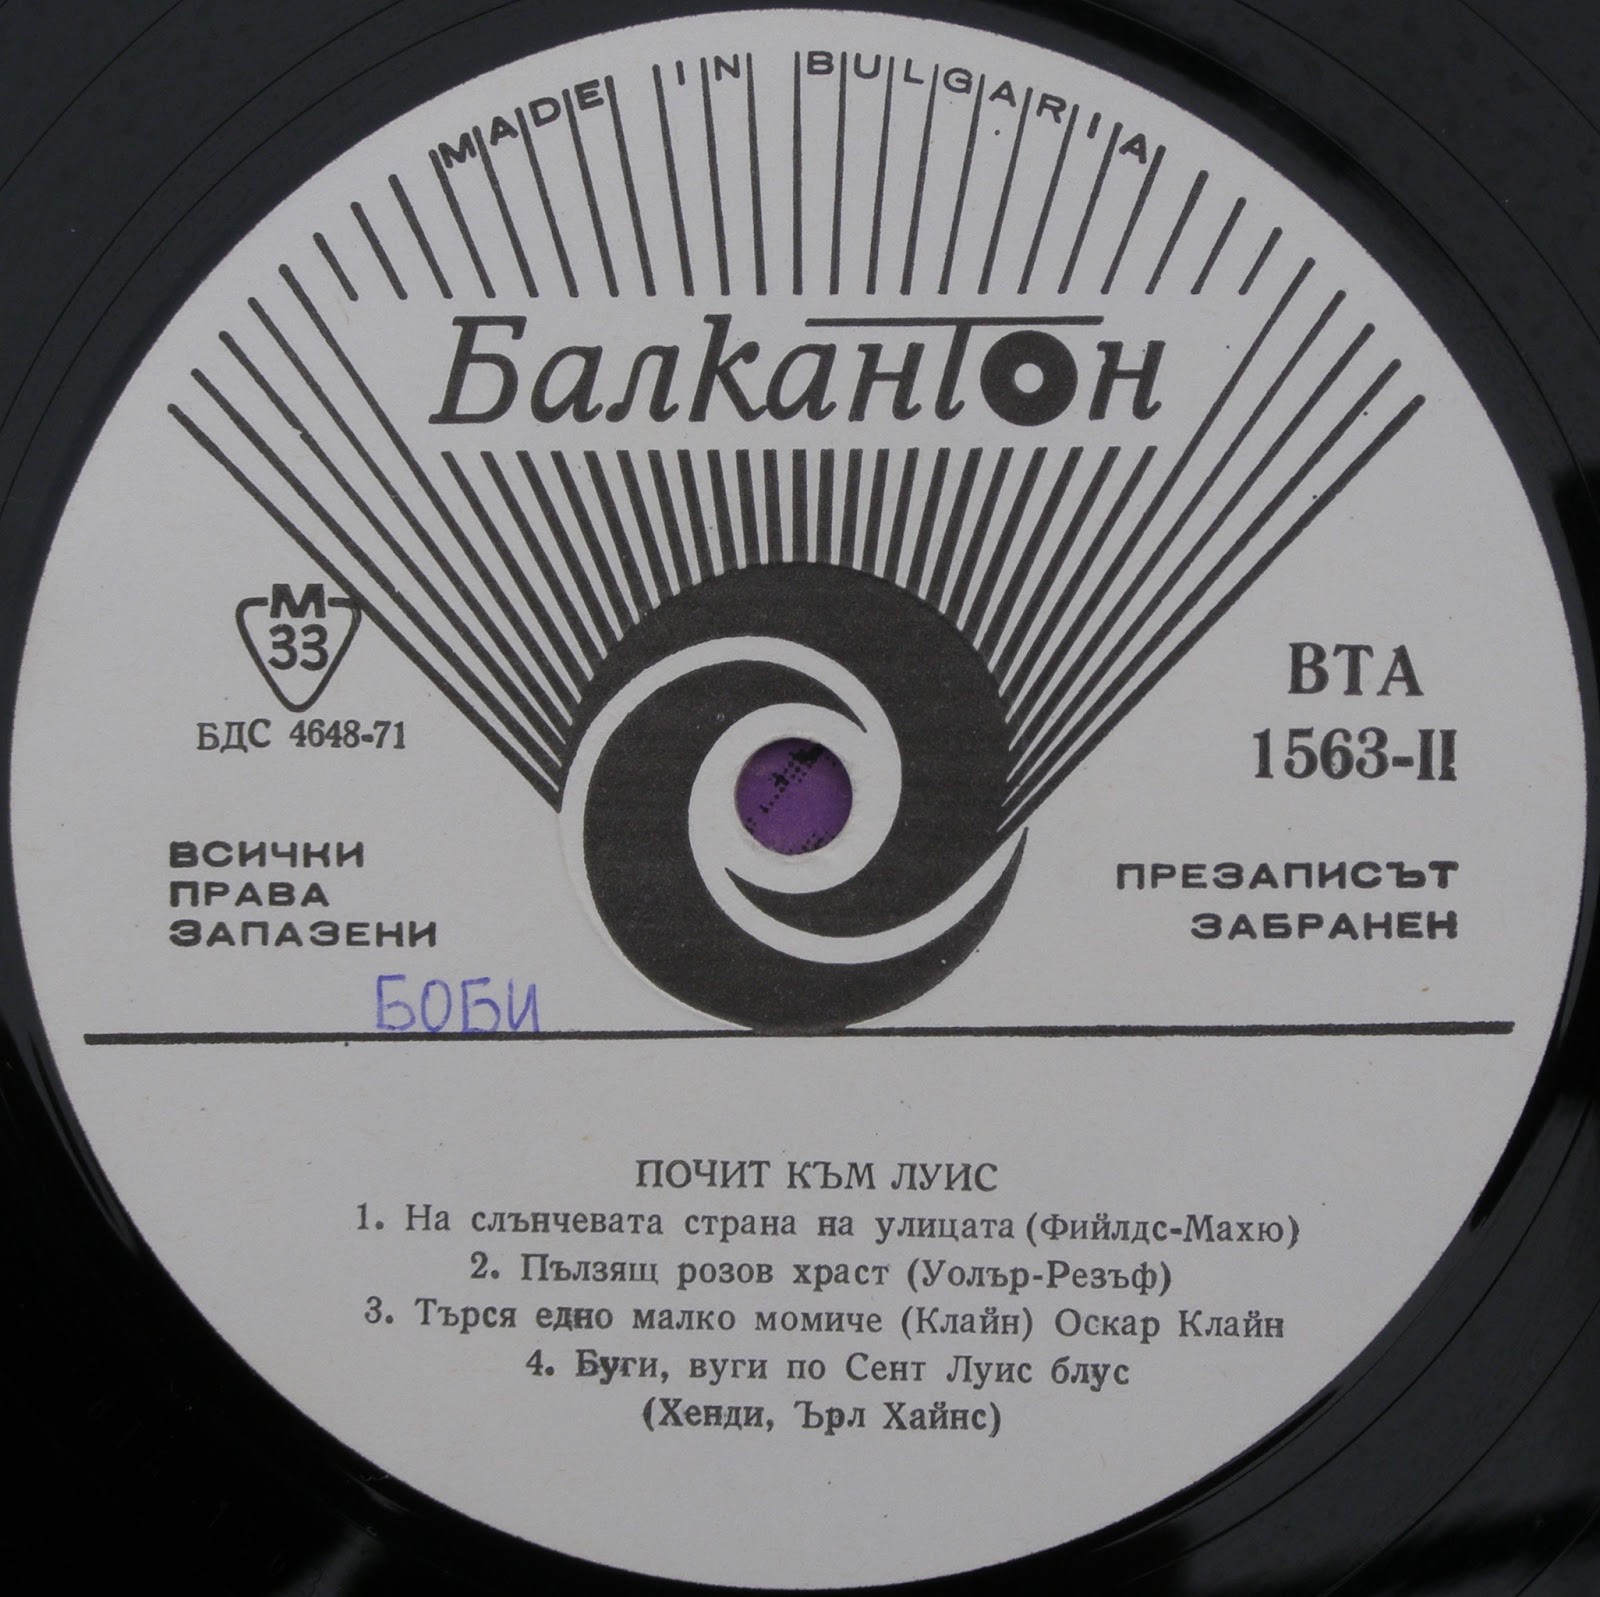 MADE IN BULGARIA
Балкантон
М
33
БДС 4648-71
ВТА
1563-II
ВСИЧКИ
ПРАВА
ЗАПАЗЕНИ
ПРЕЗАПИСЪТ
ЗАБРАНЕН
БОБИ
ПОЧИТ КЪМ ЛУИС
1. На слънчевата страна на улицата (Фийлдс-Махю)
2. Пълзящ розов храст (Уолър-Резъф)
3. Търся едно малко момиче (Клайн) Оскар Клайн
4. Буги, вуги по Сент Луис блус
(Хенди, Ърл Хайнс)